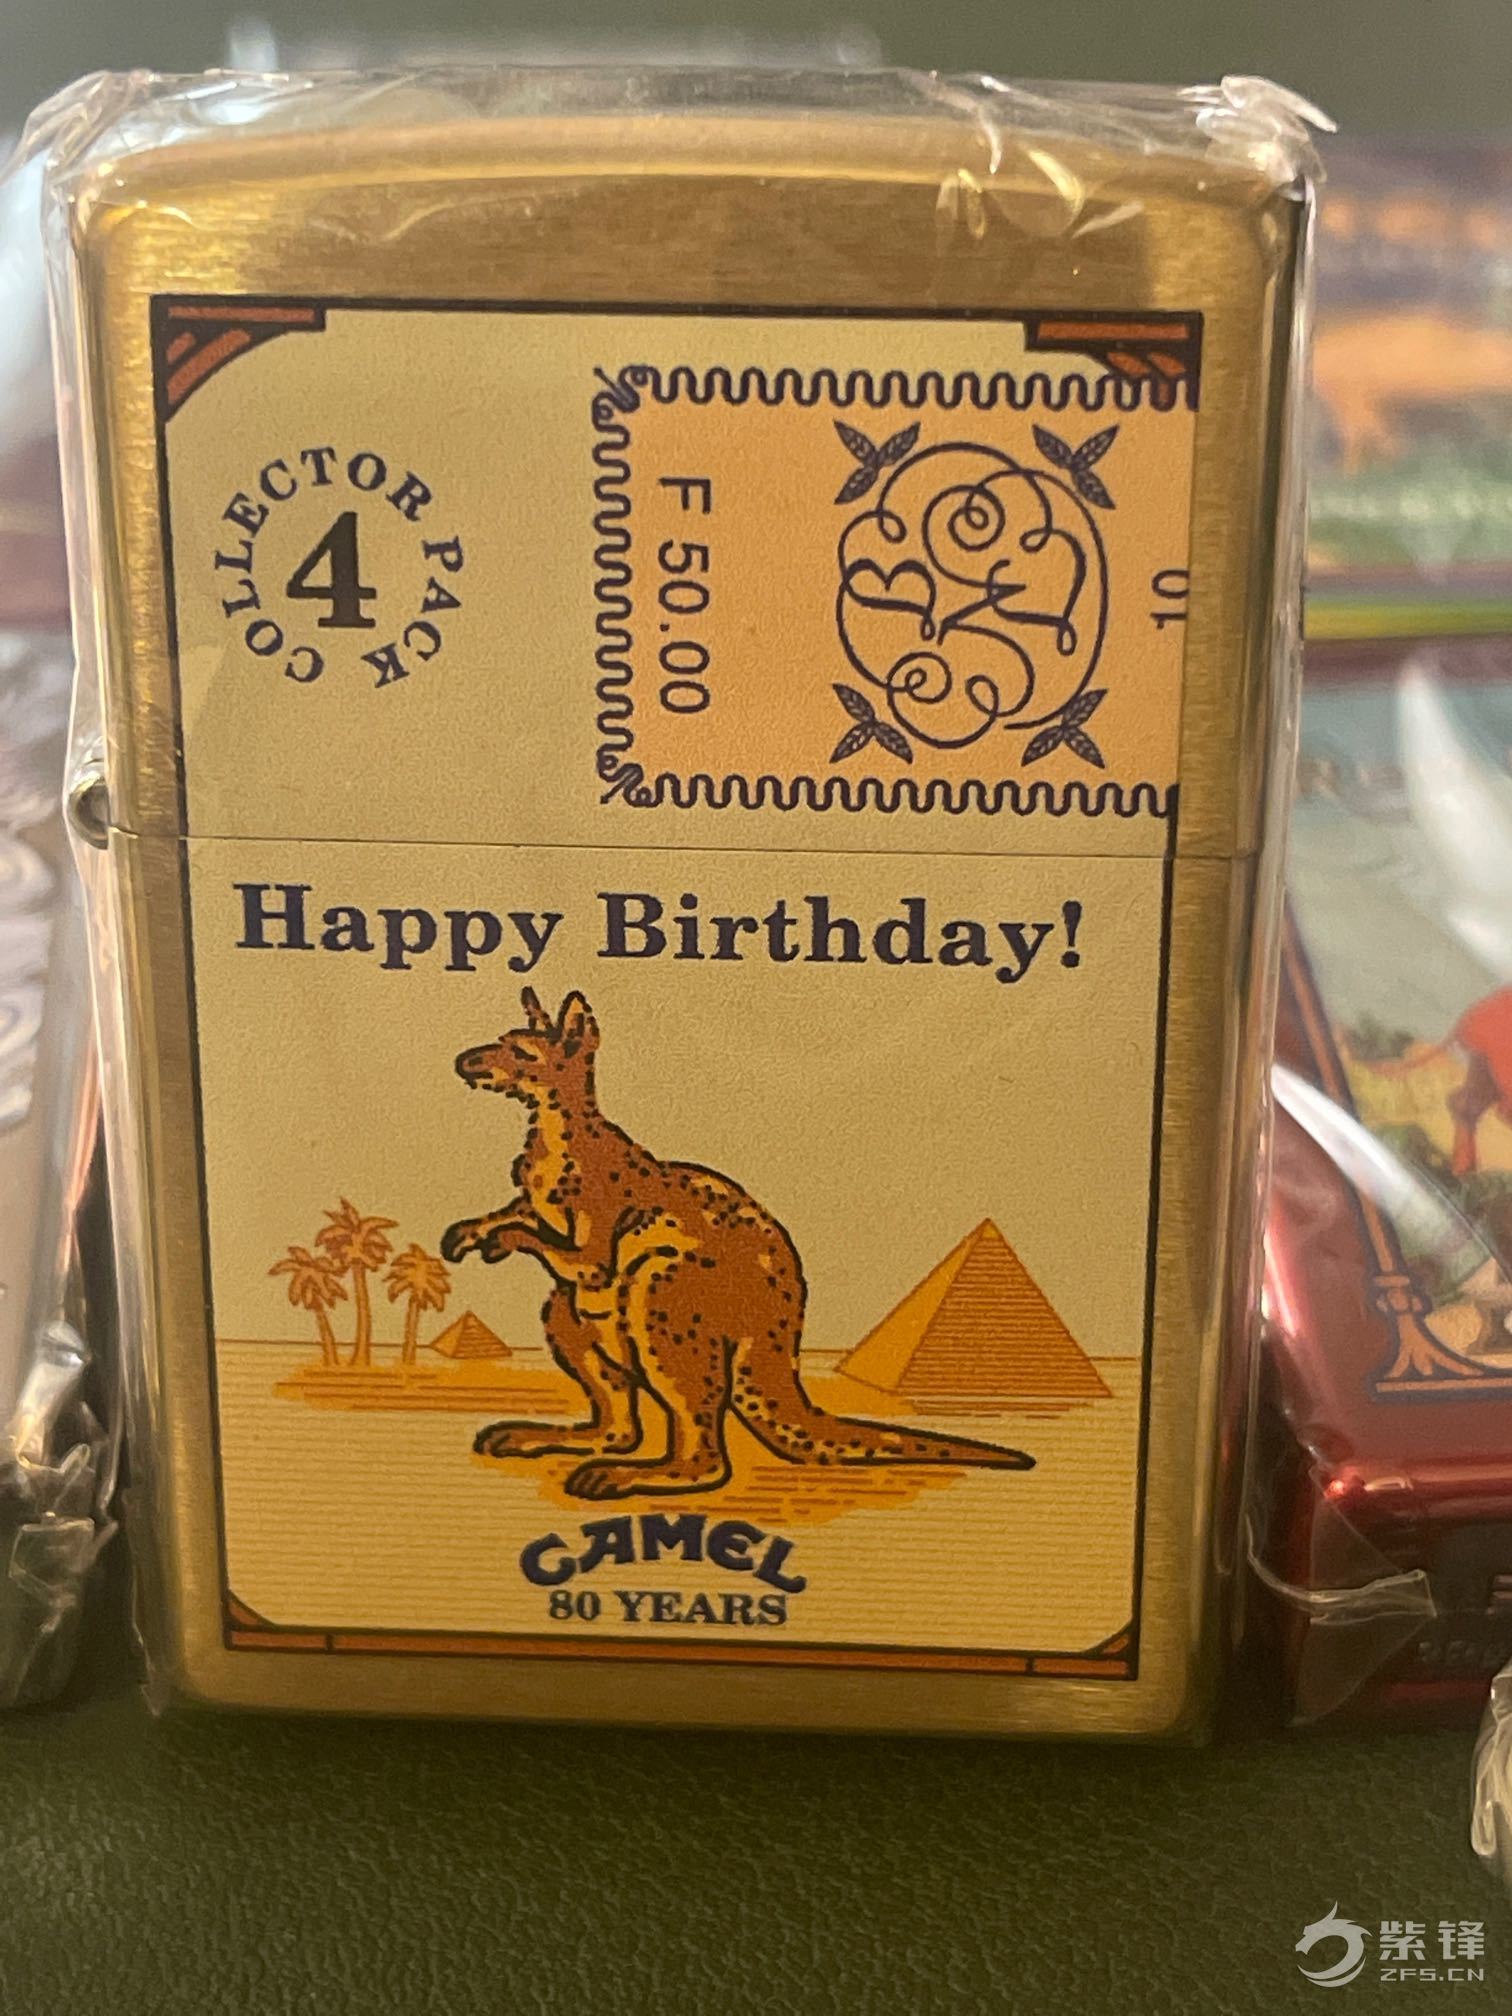 COLLECTOR PACK
4
F 50.00
10
Happy Birthday!
CAMEL
80 YEARS
紫锋
ZFS.CN